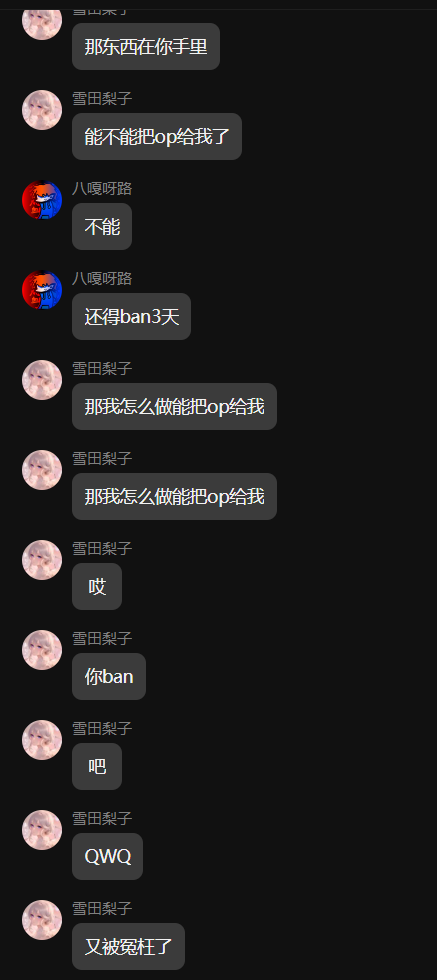 雪田梨子
那东西在你手里
雪田梨子
能不能把op给我了
八嘎呀路
不能
八嘎呀路
还得ban3天
雪田梨子
那我怎么做能把op给我
雪田梨子
那我怎么做能把op给我
雪田梨子
哎
雪田梨子
你ban
雪田梨子
吧
雪田梨子
QWQ
雪田梨子
又被冤枉了